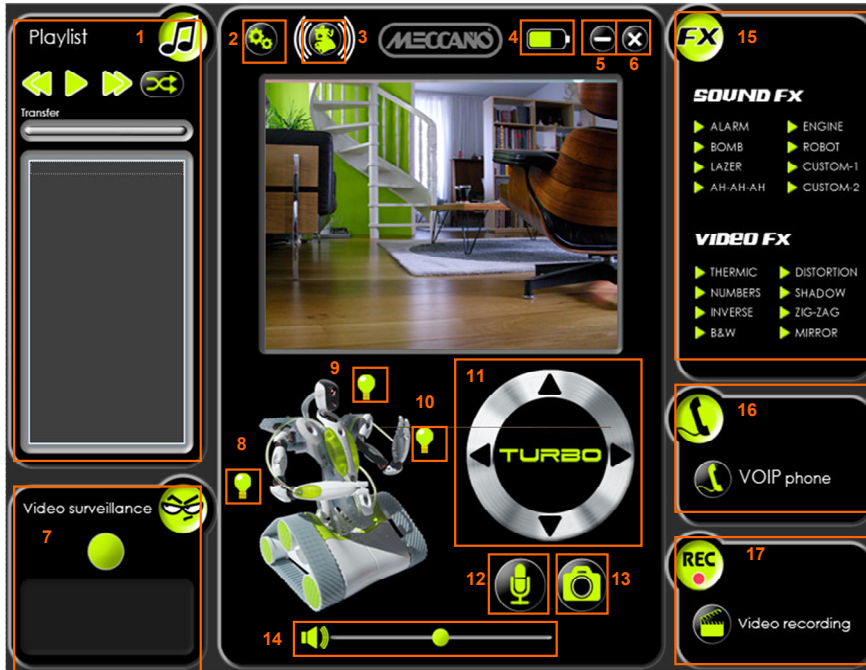 Playlist
1
Transfer
2
3
MECCANO
4
5
6
FX
15
SOUND FX
ALARM
ENGINE
BOMB
ROBOT
LAZER
CUSTOM-1
AH-AH-AH
CUSTOM-2
VIDEO FX
THERMIC
DISTORTION
NUMBERS
SHADOW
INVERSE
ZIG-ZAG
B&W
MIRROR
9
10
8
11
TURBO
16
VOIP phone
Video surveillance
7
12
13
14
REC
17
Video recording